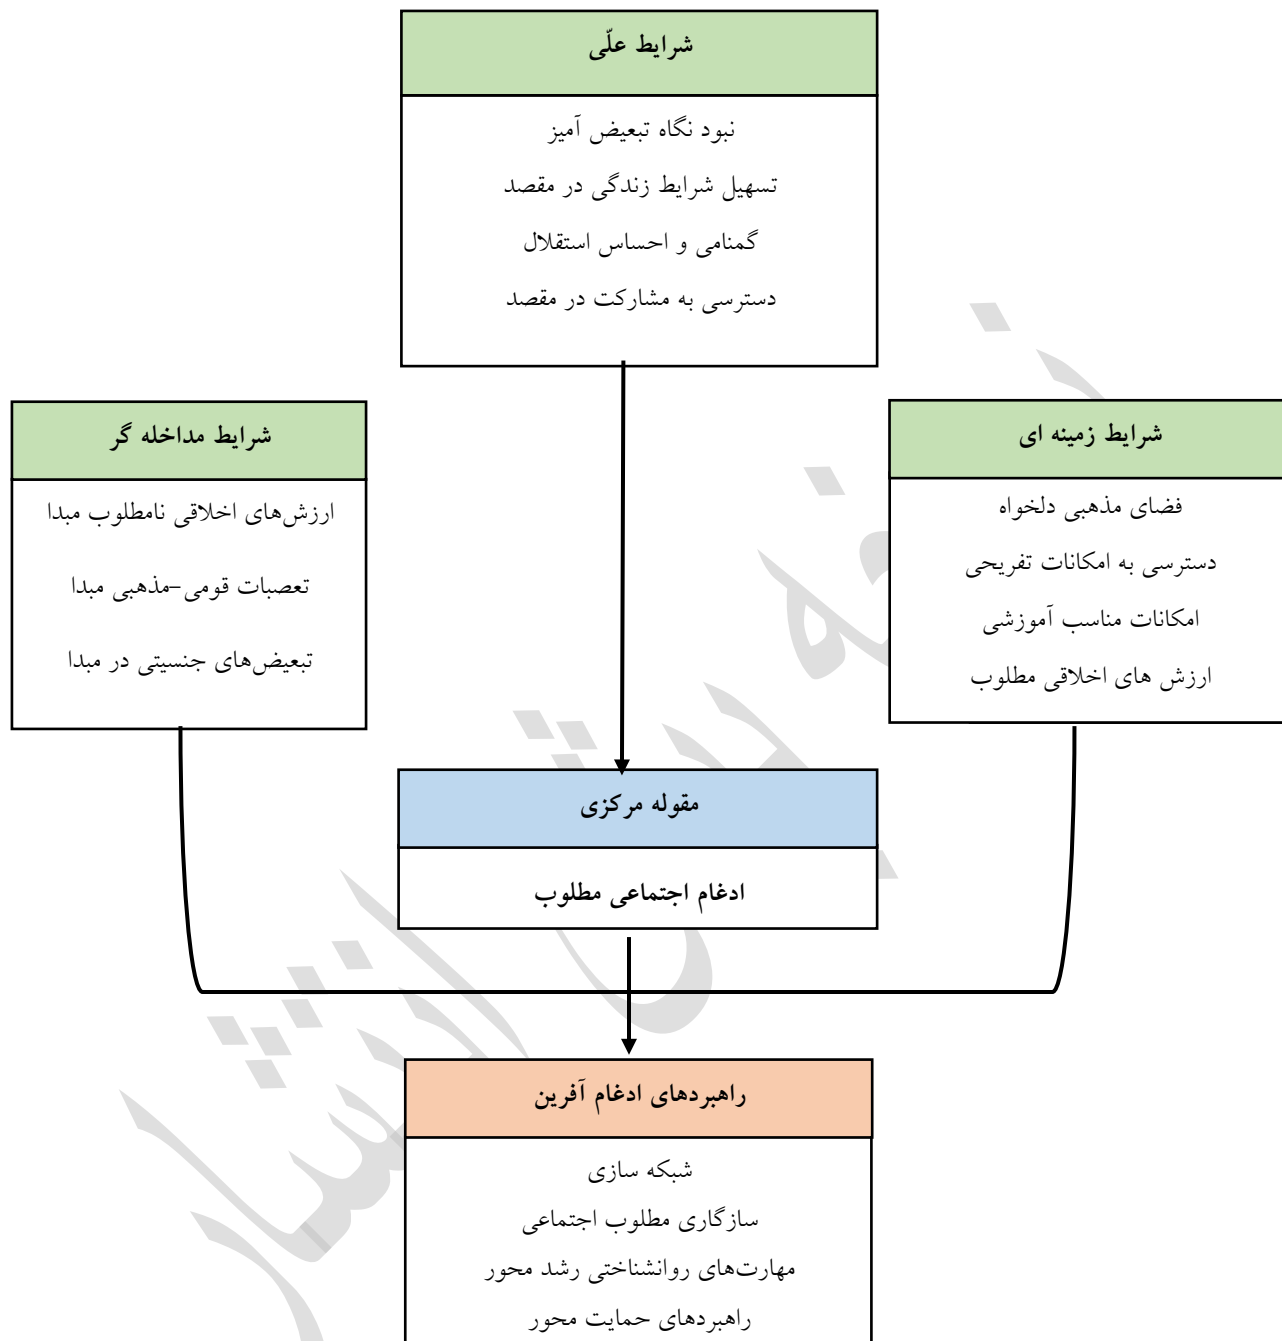 شرایط علّی
نبود نگاه تبعیض آمیز
تسهیل شرایط زندگی در مقصد
گمنامی و احساس استقلال
دسترسی به مشارکت در مقصد
شرایط زمینه ای
فضای مذهبی دلخواه
دسترسی به امکانات تفریحی
امکانات مناسب آموزشی
ارزش های اخلاقی مطلوب
شرایط مداخله گر
ارزش‌های اخلاقی نامطلوب مبدا
تعصبات قومی-مذهبی مبدا
تبعیض‌های جنسیتی در مبدا
مقوله مرکزی
ادغام اجتماعی مطلوب
راهبردهای ادغام آفرین
شبکه سازی
سازگاری مطلوب اجتماعی
مهارت‌های روانشناختی رشد محور
راهبردهای حمایت محور